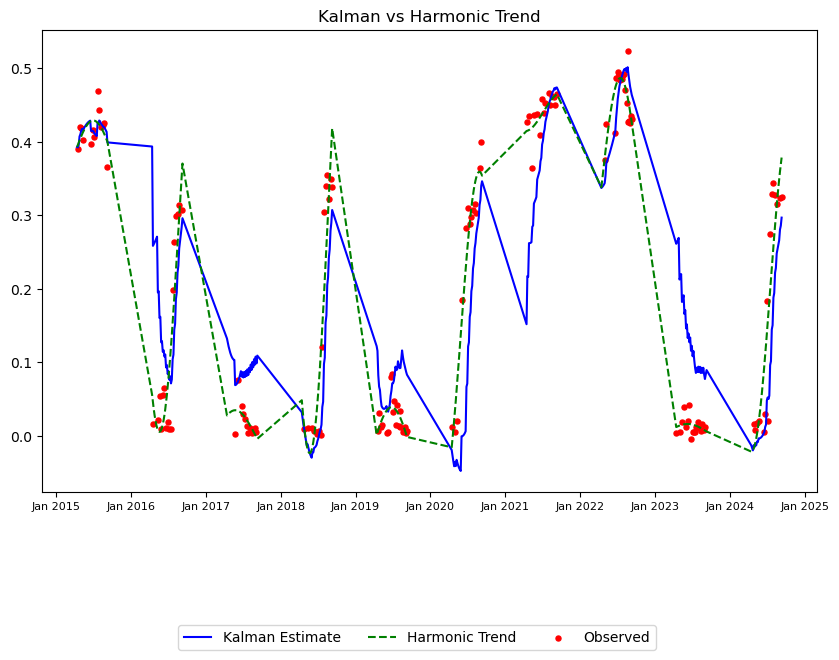 Kalman vs Harmonic Trend
0.5
0.4
0.3
0.2
0.1
0.0
Jan 2015 Jan 2016 Jan 2017 Jan 2018 Jan 2019 Jan 2020 Jan 2021 Jan 2022 Jan 2023 Jan 2024 Jan 2025
Kalman Estimate Harmonic Trend Observed